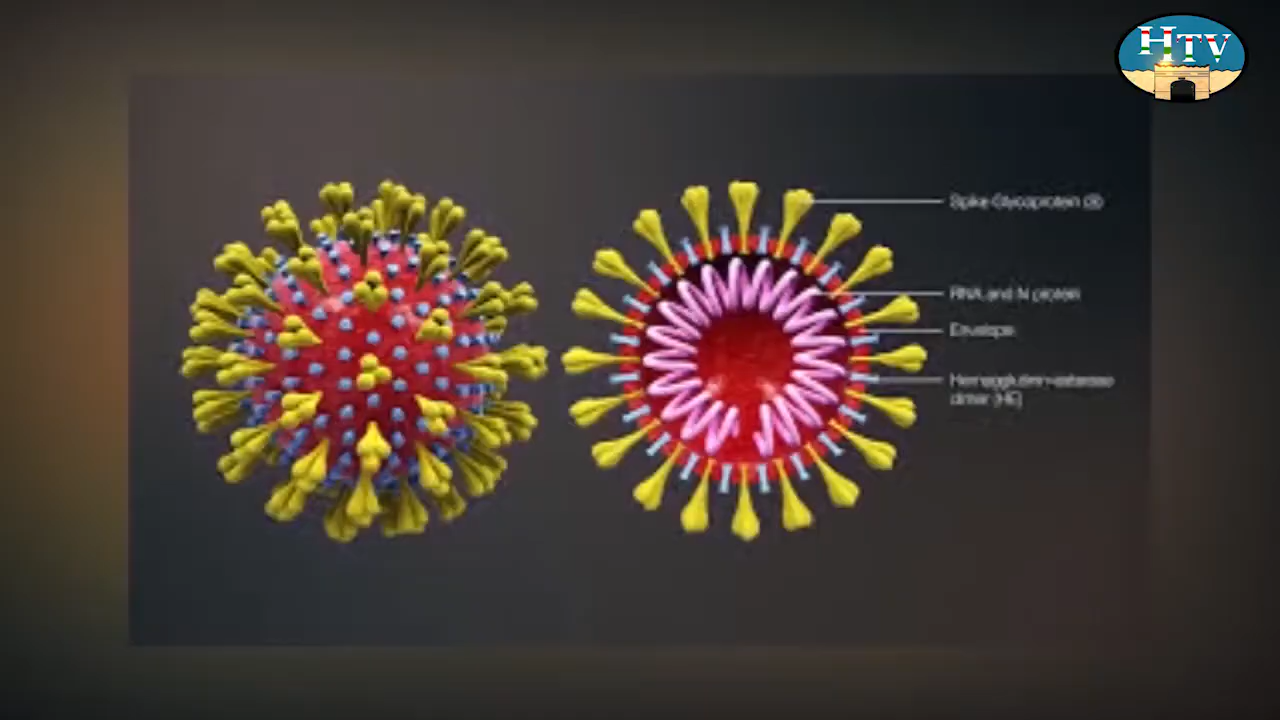 HTV
Spike Glycoprotein (S)
RNA and N protein
Envelope
Hemagglutinin-esterase
dimer (HE)